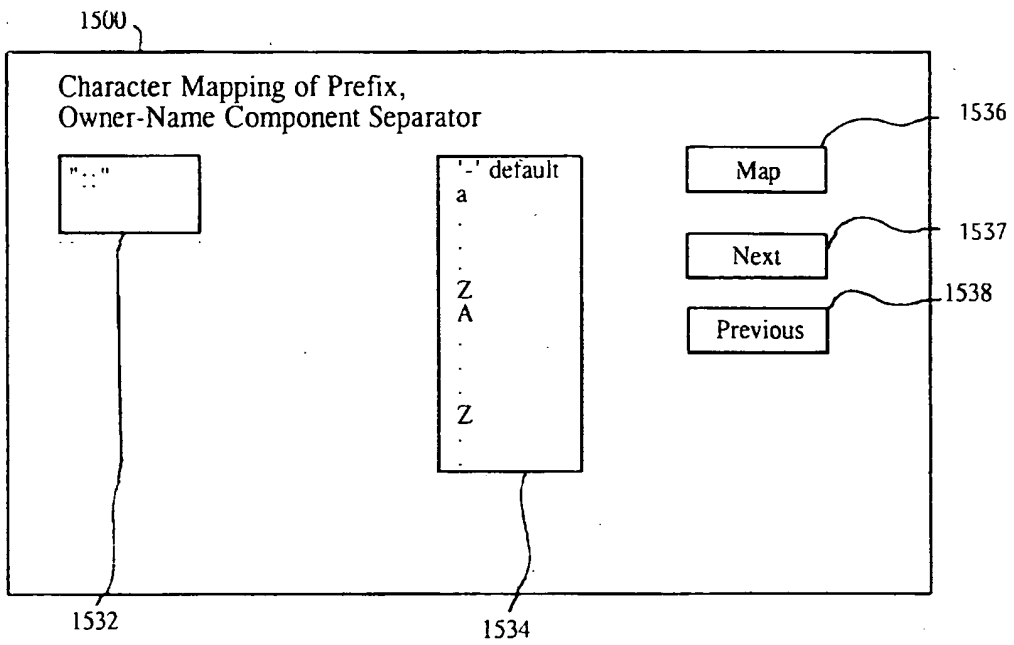 1500
Character Mapping of Prefix,
Owner-Name Component Separator
"::"
'-' default
a
.
.
.
Z
A
.
.
.
Z
.
.
Map
Next
Previous
1536
1537
1538
1532
1534